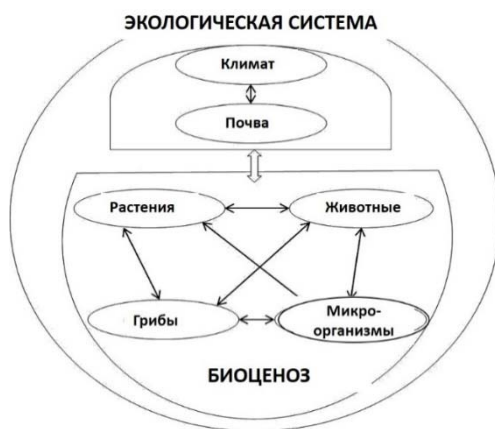 ЭКОЛОГИЧЕСКАЯ СИСТЕМА
Климат
Почва
Растения
Животные
Грибы
Микро-
организмы
БИОЦЕНОЗ